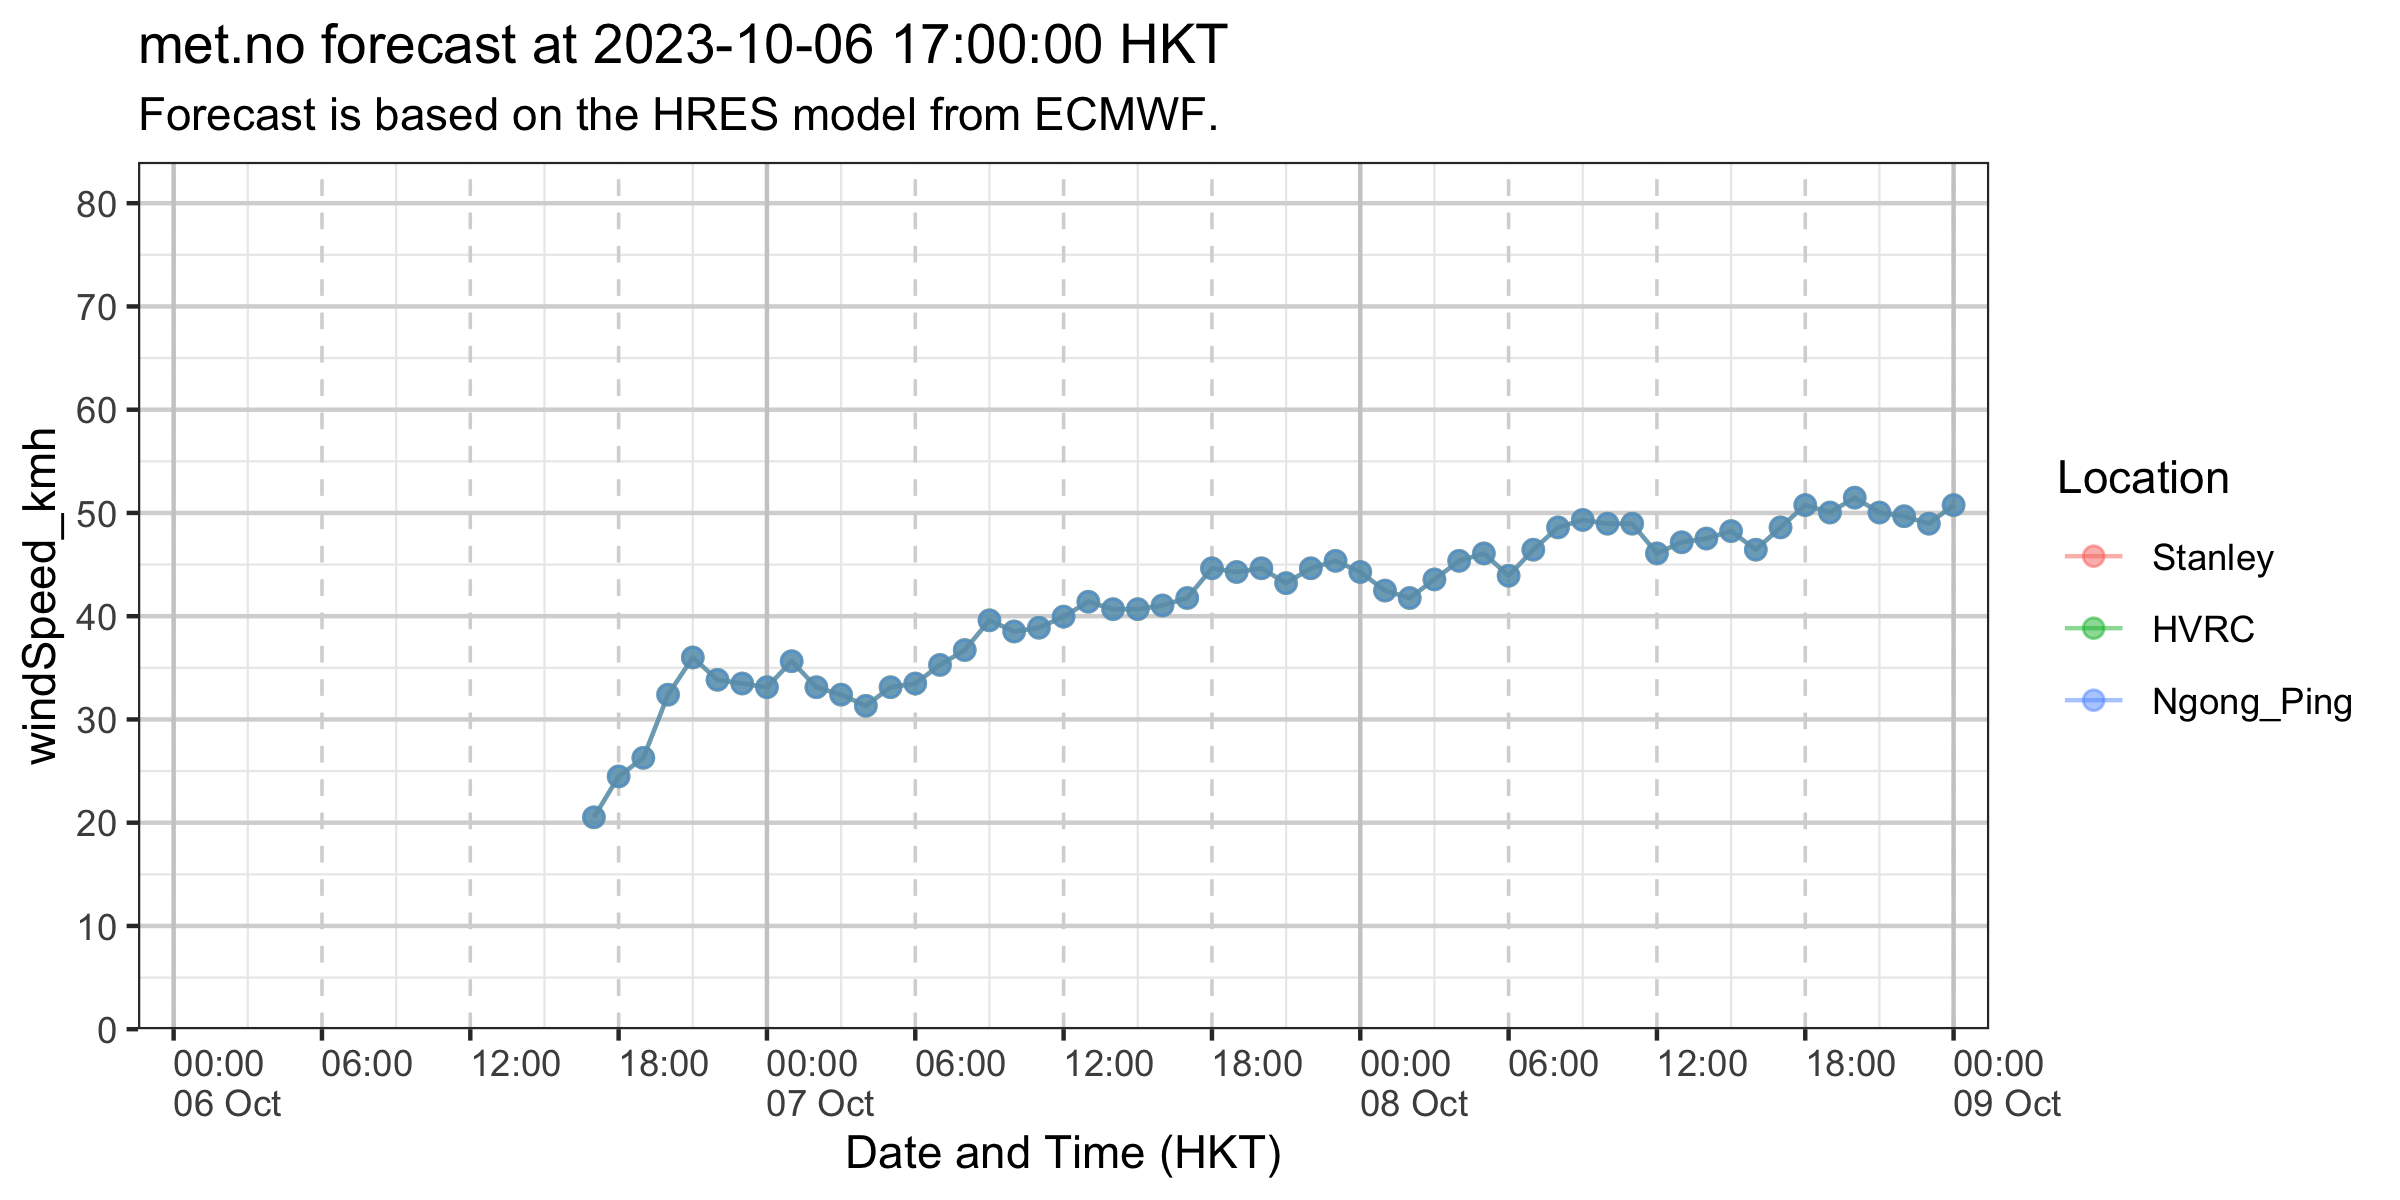 met.no forecast at 2023-10-06 17:00:00 HKT
Forecast is based on the HRES model from ECMWF.
windSpeed_kmh
80
70
60
50
40
30
20
10
0
00:00 06:00 12:00 18:00 00:00 06:00 12:00 18:00 00:00 06:00 12:00 18:00 00:00
06 Oct 07 Oct 08 Oct 09 Oct
Date and Time (HKT)
Location
Stanley
HVRC
Ngong_Ping